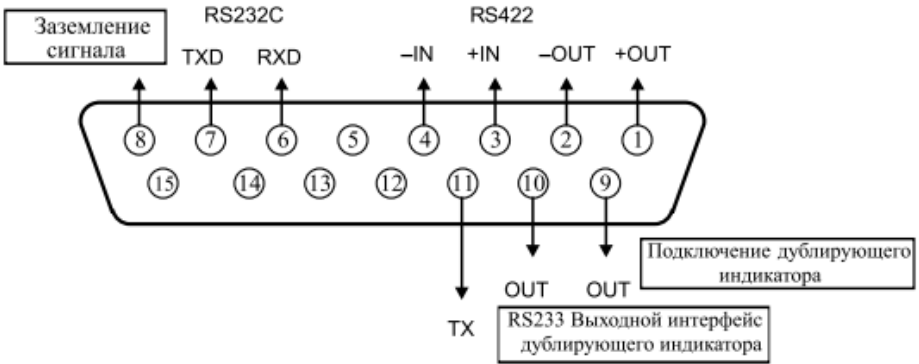 RS232C RS422
Заземление
сигнала
TXD RXD –IN +IN –OUT +OUT
8 7 6 5 4 3 2 1
15 14 13 12 11 10 9
Подключение дублирующего
индикатора
OUT OUT
TX
RS233 Выходной интерфейс
дублирующего индикатора